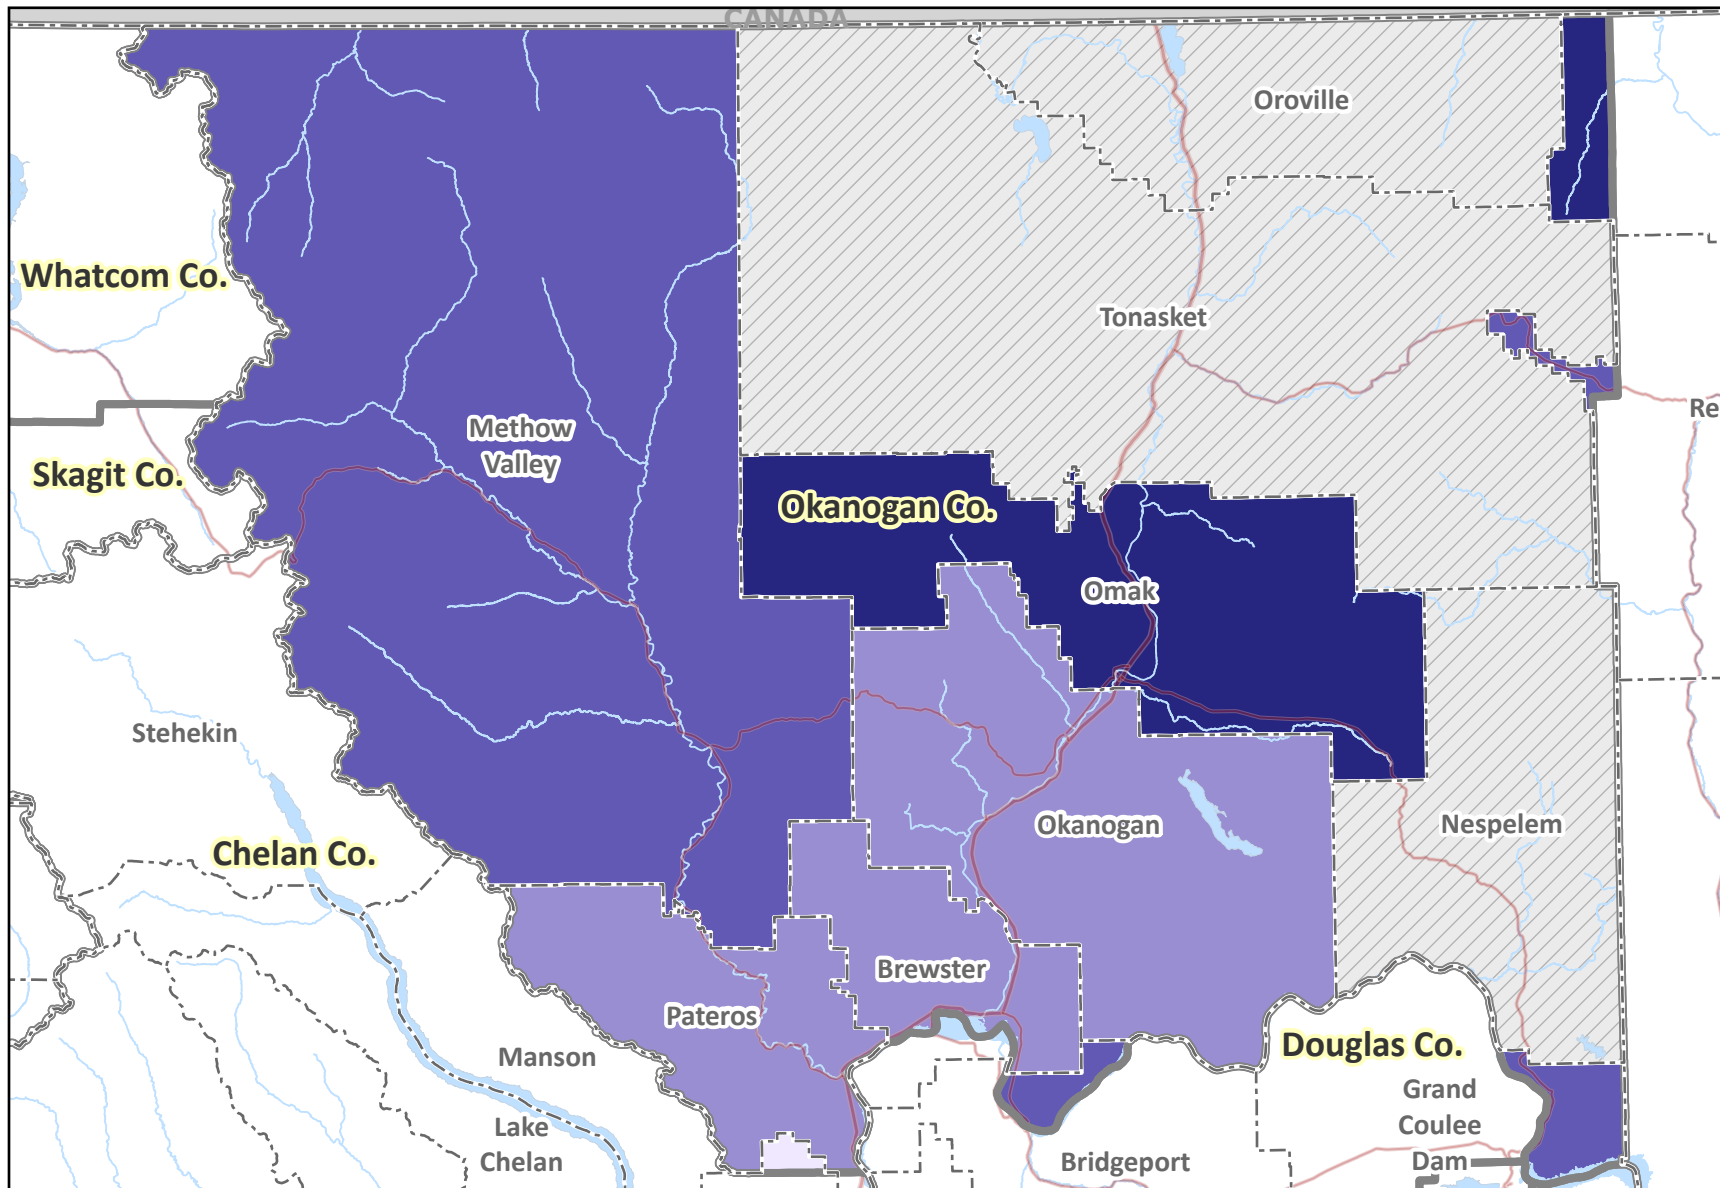 CANADA
Oroville
Whatcom Co.
Tonasket
Re
Methow
Valley
Skagit Co.
Okanogan Co.
Omak
Stehekin
Okanogan
Nespelem
Chelan Co.
Brewster
Pateros
Manson
Douglas Co.
Grand
Coulee
Dam
Lake
Chelan
Bridgeport